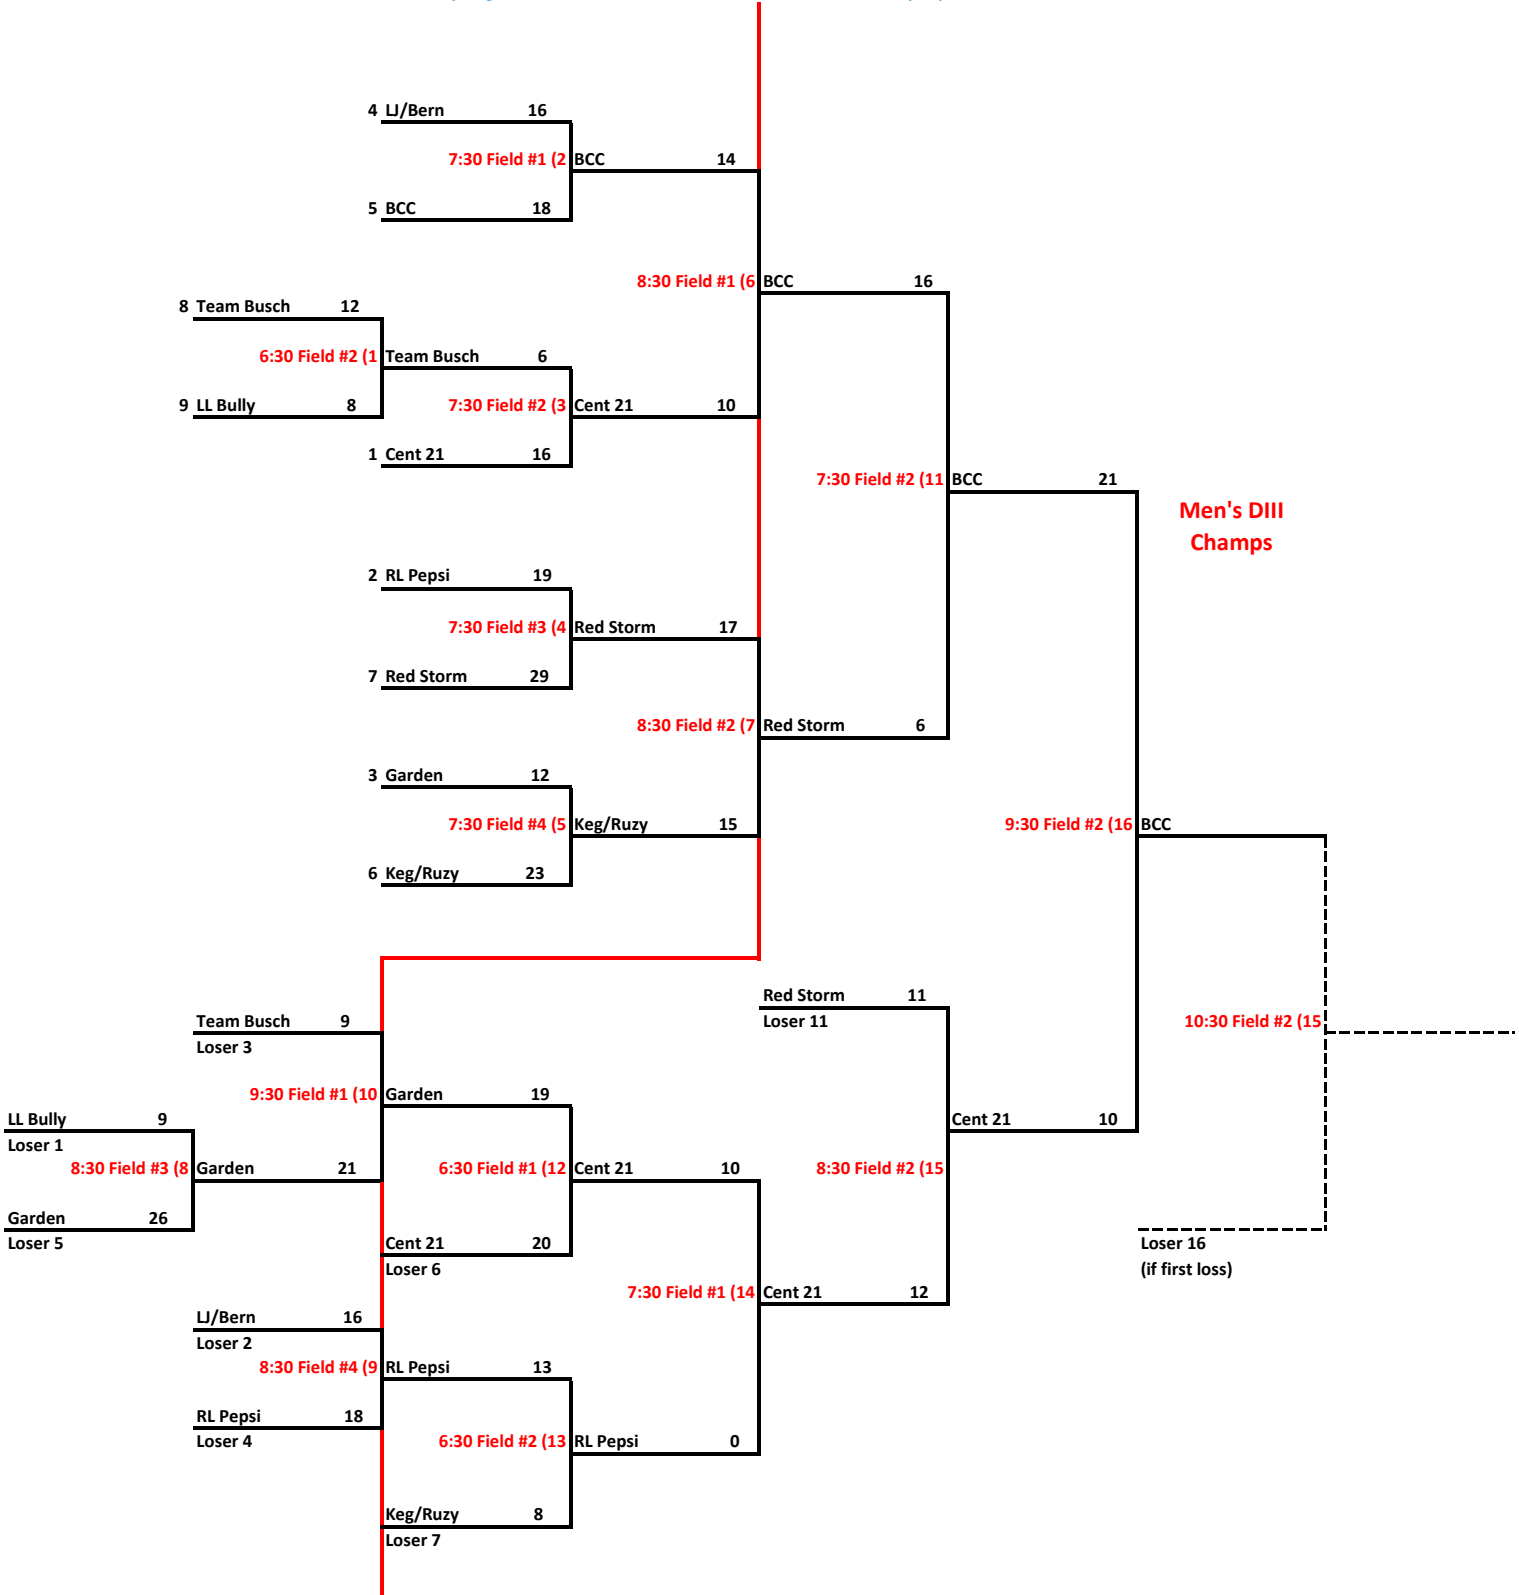 4 LJ/Bern 16
7:30 Field #1 (2 BCC 14
5 BCC 18
8:30 Field #1 (6 BCC 16
8 Team Busch 12
6:30 Field #2 (1 Team Busch 6
9 LL Bully 8 7:30 Field #2 (3 Cent 21 10
1 Cent 21 16
7:30 Field #2 (11 BCC 21
Men's DIII
Champs
2 RL Pepsi 19
7:30 Field #3 (4 Red Storm 17
7 Red Storm 29
8:30 Field #2 (7 Red Storm 6
3 Garden 12
7:30 Field #4 (5 Keg/Ruzy 15 9:30 Field #2 (16 BCC
6 Keg/Ruzy 23
Red Storm 11
Team Busch 9 Loser 11 10:30 Field #2 (15
Loser 3
9:30 Field #1 (10 Garden 19
LL Bully 9 Cent 21 10
Loser 1
8:30 Field #3 (8 Garden 21 6:30 Field #1 (12 Cent 21 10 8:30 Field #2 (15
Garden 26
Loser 5 Cent 21 20 Loser 16
Loser 6 (if first loss)
7:30 Field #1 (14 Cent 21 12
LJ/Bern 16
Loser 2
8:30 Field #4 (9 RL Pepsi 13
RL Pepsi 18
Loser 4 6:30 Field #2 (13 RL Pepsi 0
Keg/Ruzy 8
Loser 7